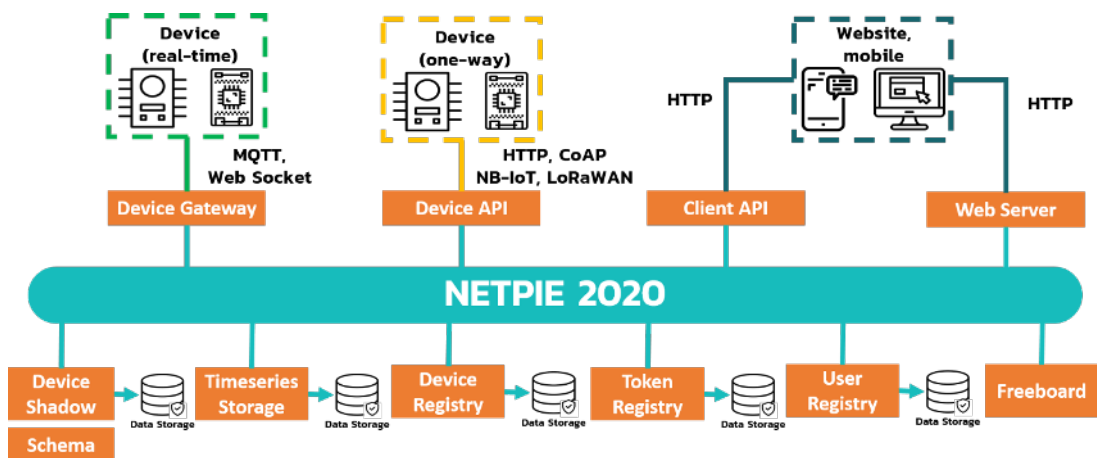 Device
(real-time)
Device
(one-way)
Website,
mobile
HTTP
HTTP
MQTT,
Web Socket
HTTP, CoAP
NB-IoT, LoRaWAN
Device Gateway
Device API
Client API
Web Server
NETPIE 2020
Device
Shadow
Data Storage
Timeseries
Storage
Data Storage
Device
Registry
Data Storage
Token
Registry
Data Storage
User
Registry
Data Storage
Freeboard
Schema